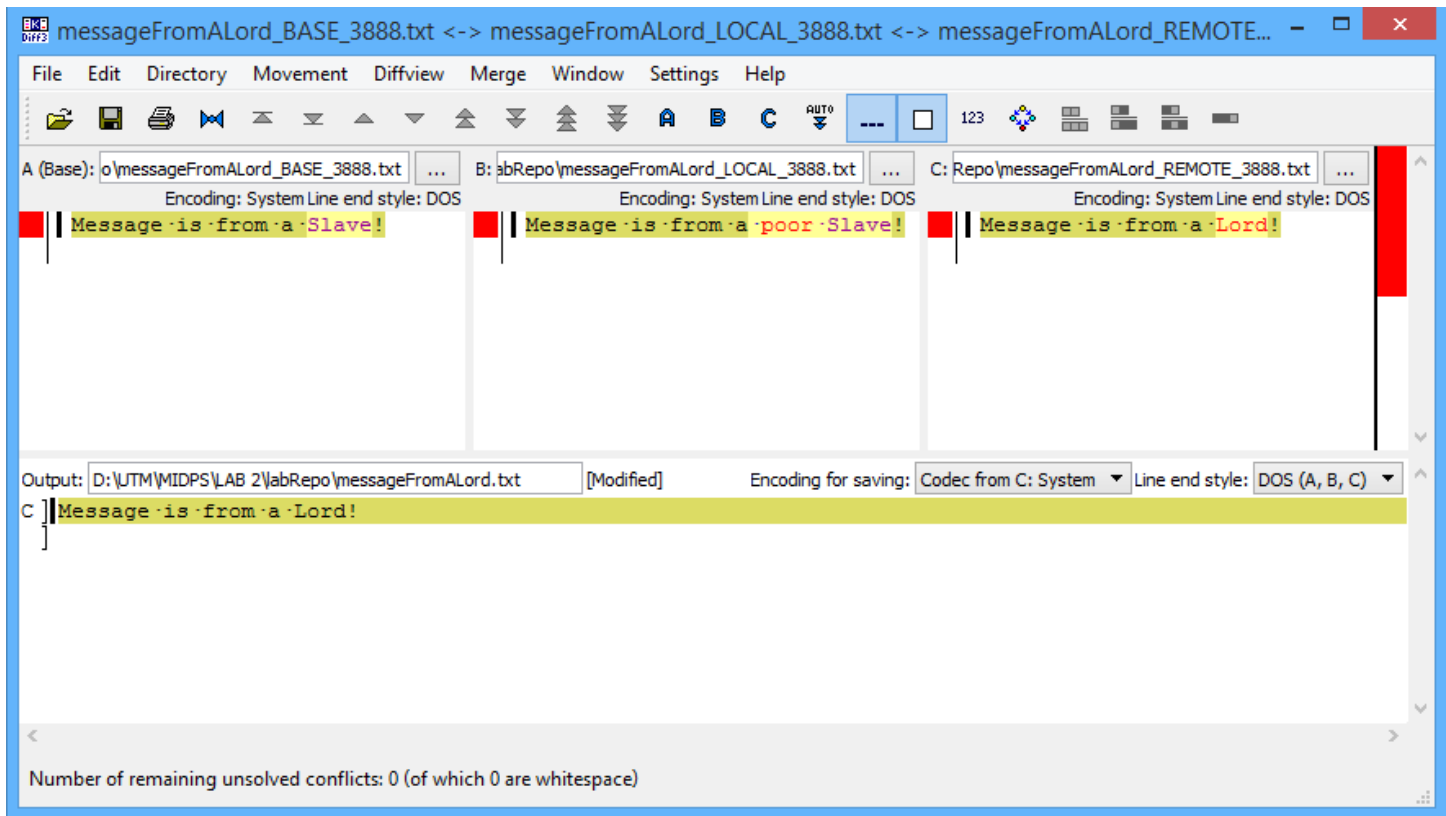 EKE Diff3 messageFromALord_BASE_3888.txt <-> messageFromALord_LOCAL_3888.txt <-> messageFromALord_REMOTE...
File Edit Directory Movement Diffview Merge Window Settings Help
A B C AUTO --- 123
A (Base): o\messageFromALord_BASE_3888.txt ... B: abRepo\messageFromALord_LOCAL_3888.txt ... C: Repo\messageFromALord_REMOTE_3888.txt ...
Encoding: System Line end style: DOS Encoding: System Line end style: DOS Encoding: System Line end style: DOS
Message·is·from·a·Slave! Message·is·from·a·poor·Slave! Message·is·from·a·Lord!
Output: D:\UTM\MIDPS\LAB 2\labRepo\messageFromALord.txt [Modified] Encoding for saving: Codec from C: System Line end style: DOS (A, B, C)
C ] Message·is·from·a·Lord!
]
Number of remaining unsolved conflicts: 0 (of which 0 are whitespace)